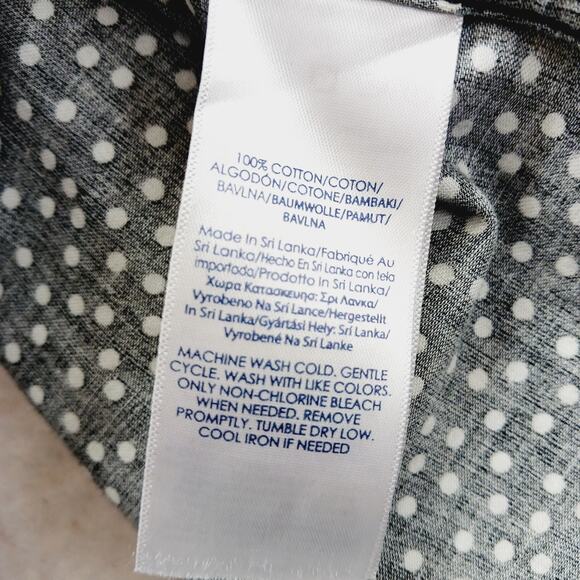 100% COTTON/COTON/
ALGODÓN/COTONE/BAMBAKI/
BAVLNA/BAUMWOLLE/PAMUT/
BAVLNA
Made In Sri Lanka/Fabriqué Au
Sri Lanka/Hecho En Sri Lanka con tela
importada/Prodotto In Sri Lanka/
Χωρα Κατασκευησ: Σρι Λανκα/
Vyrobeno Na Srí Lance/Hergestellt
In Sri Lanka/Gyártási Hely: Srí Lanka/
Vyrobené Na Srí Lanke
MACHINE WASH COLD. GENTLE
CYCLE. WASH WITH LIKE COLORS.
ONLY NON-CHLORINE BLEACH
WHEN NEEDED. REMOVE
PROMPTLY. TUMBLE DRY LOW.
COOL IRON IF NEEDED